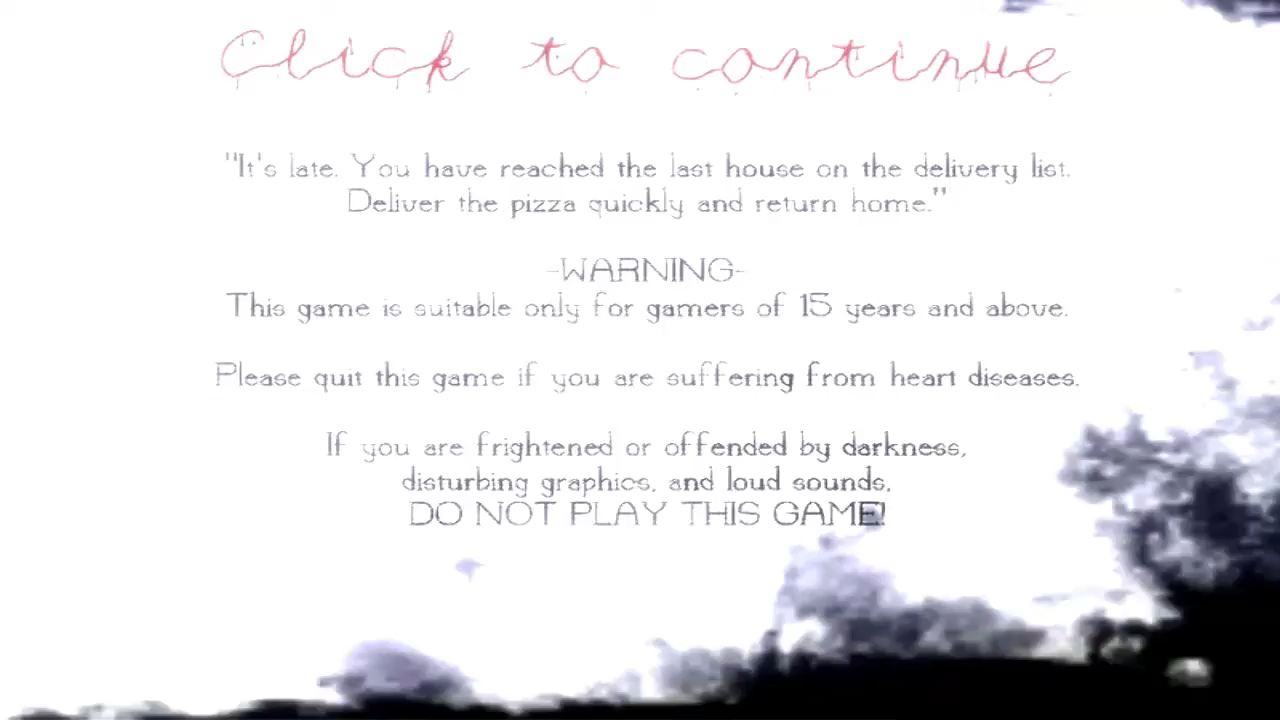 Click to continue
"It's late. You have reached the last house on the delivery list.
Deliver the pizza quickly and return home."
-WARNING-
This game is suitable only for gamers of 15 years and above.
Please quit this game if you are suffering from heart diseases.
If you are frightened or offended by darkness,
disturbing graphics, and loud sounds,
DO NOT PLAY THIS GAME!